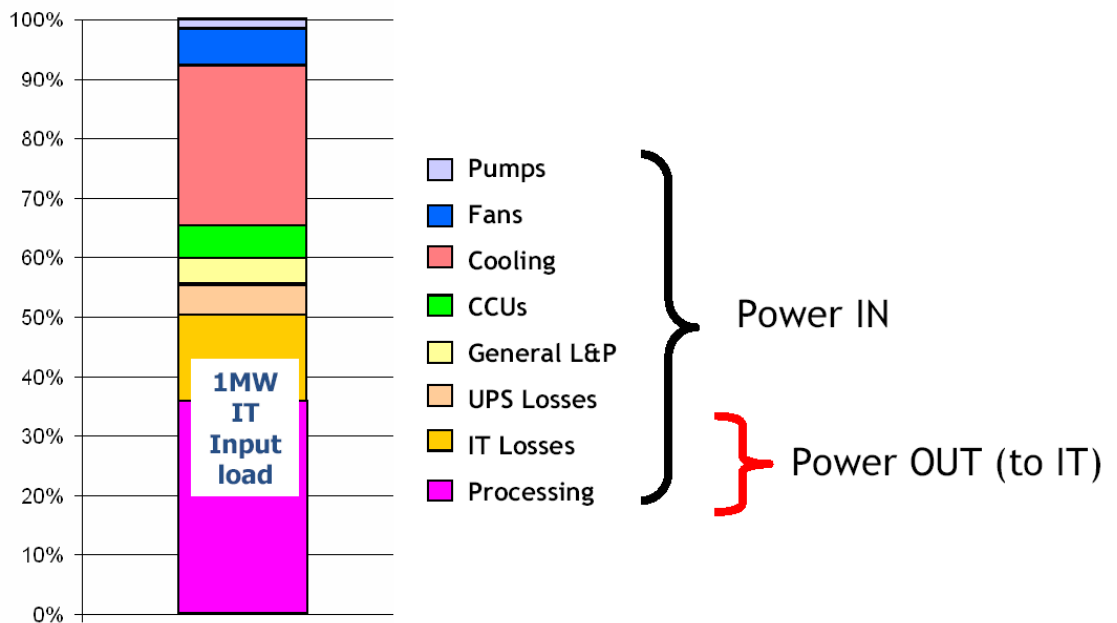 100%
90%
80%
70%
60%
50%
40%
30%
20%
10%
0%
1MW
IT
Input
load
Pumps
Fans
Cooling
CCUs
General L&P
UPS Losses
IT Losses
Processing
Power IN
Power OUT (to IT)